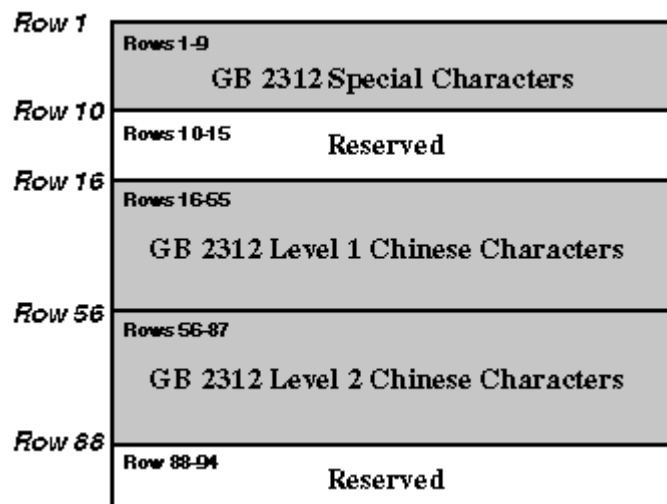 Row 1
Rows 1-9
GB 2312 Special Characters
Row 10
Rows 10-15
Reserved
Row 16
Rows 16-55
GB 2312 Level 1 Chinese Characters
Row 56
Rows 56-87
GB 2312 Level 2 Chinese Characters
Row 88
Row 88-94
Reserved